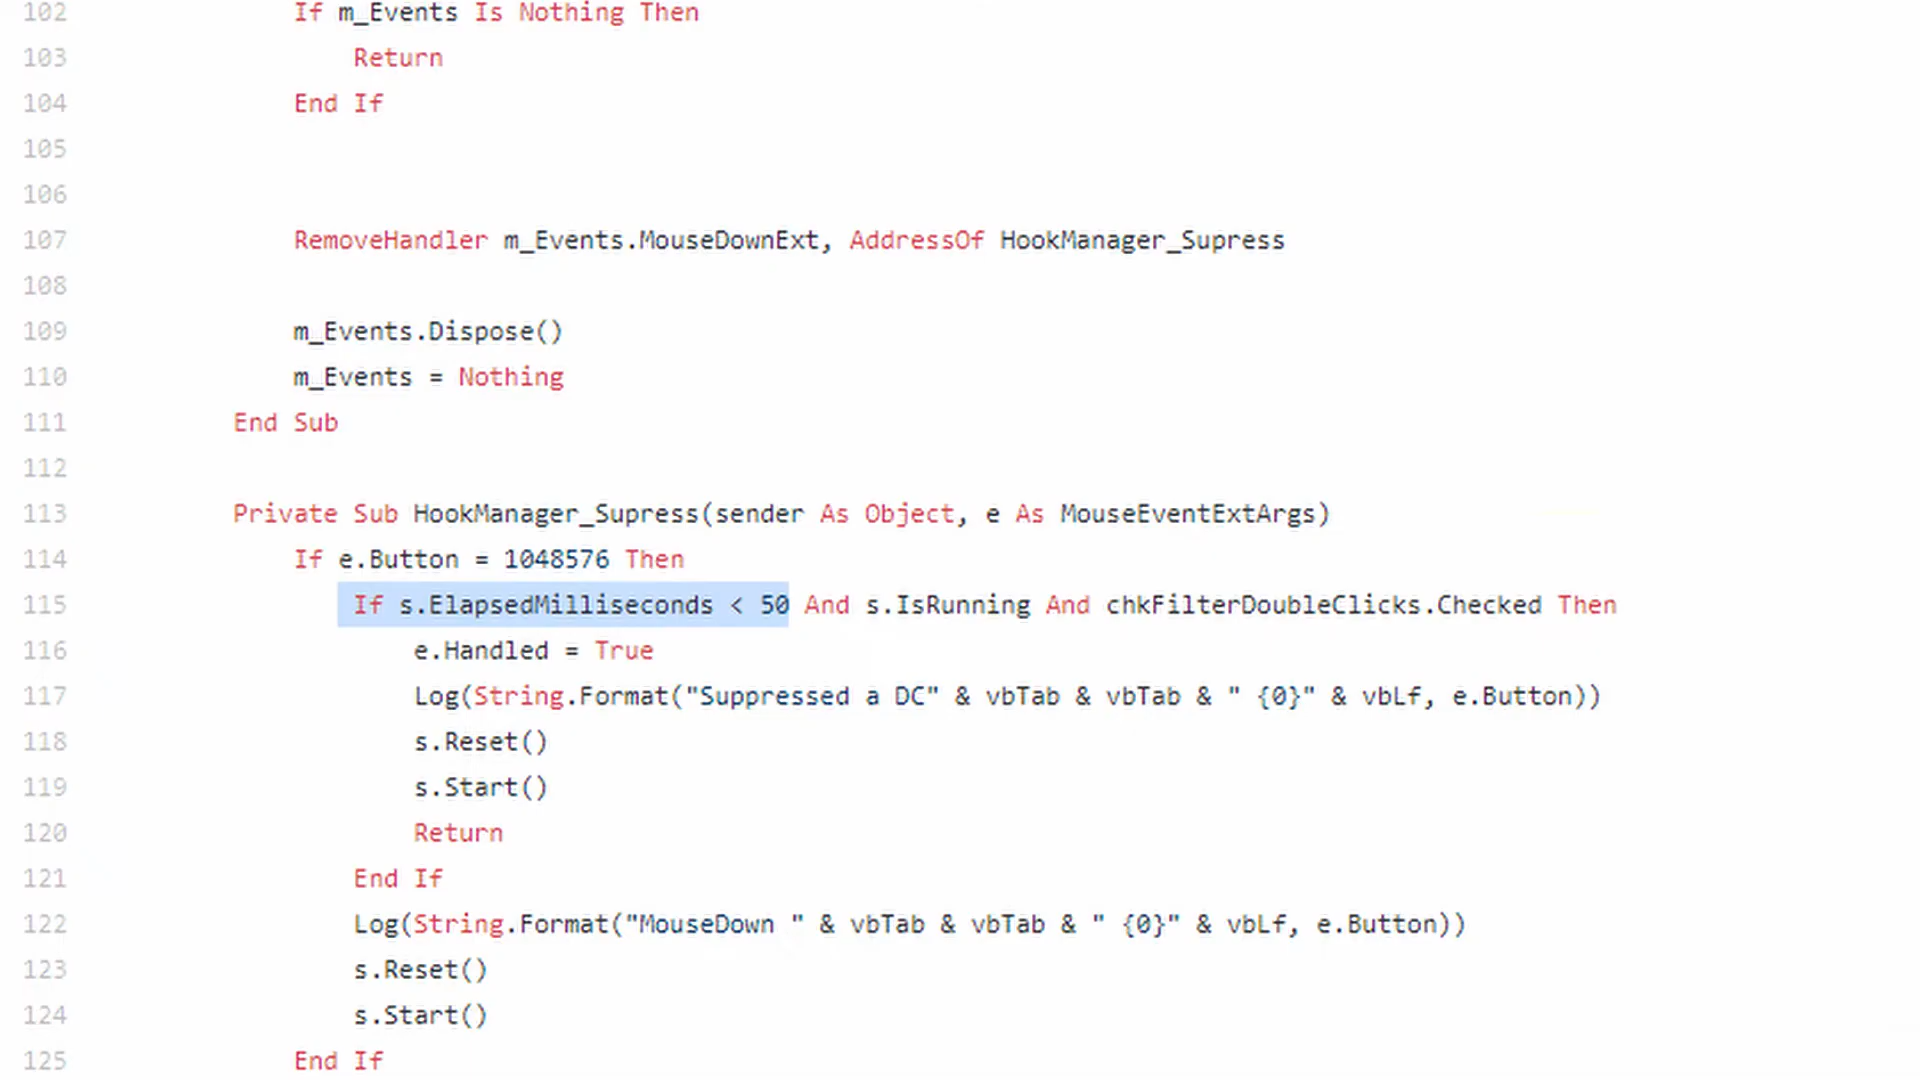 102 If m_Events Is Nothing Then
103 Return
104 End If
105
106
107 RemoveHandler m_Events.MouseDownExt, AddressOf HookManager_Supress
108
109 m_Events.Dispose()
110 m_Events = Nothing
111 End Sub
112
113 Private Sub HookManager_Supress(sender As Object, e As MouseEventExtArgs)
114 If e.Button = 1048576 Then
115 If s.ElapsedMilliseconds < 50 And s.IsRunning And chkFilterDoubleClicks.Checked Then
116 e.Handled = True
117 Log(String.Format("Suppressed a DC" & vbTab & vbTab & " {0}" & vbLf, e.Button))
118 s.Reset()
119 s.Start()
120 Return
121 End If
122 Log(String.Format("MouseDown " & vbTab & vbTab & " {0}" & vbLf, e.Button))
123 s.Reset()
124 s.Start()
125 End If